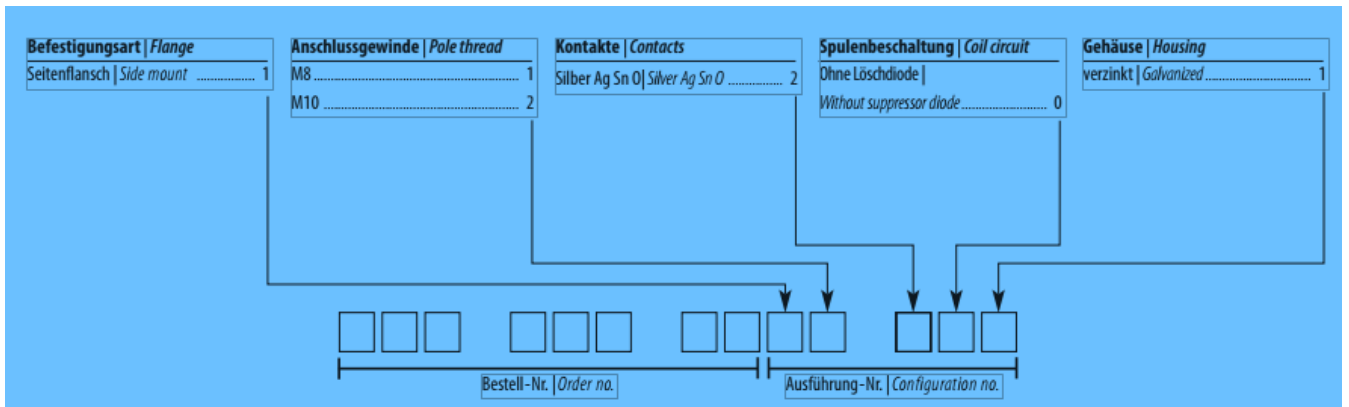 Befestigungsart | Flange
Seitenflansch | Side mount ................ 1
Anschlussgewinde | Pole thread
M8 ........................................................ 1
M10 ...................................................... 2
Kontakte | Contacts
Silber Ag Sn O| Silver Ag Sn O ............... 2
Spulenbeschaltung | Coil circuit
Ohne Löschdiode |
Without suppressor diode ........................ 0
Gehäuse | Housing
verzinkt | Galvanized .............................. 1
Bestell-Nr. | Order no.
Ausführung-Nr. | Configuration no.